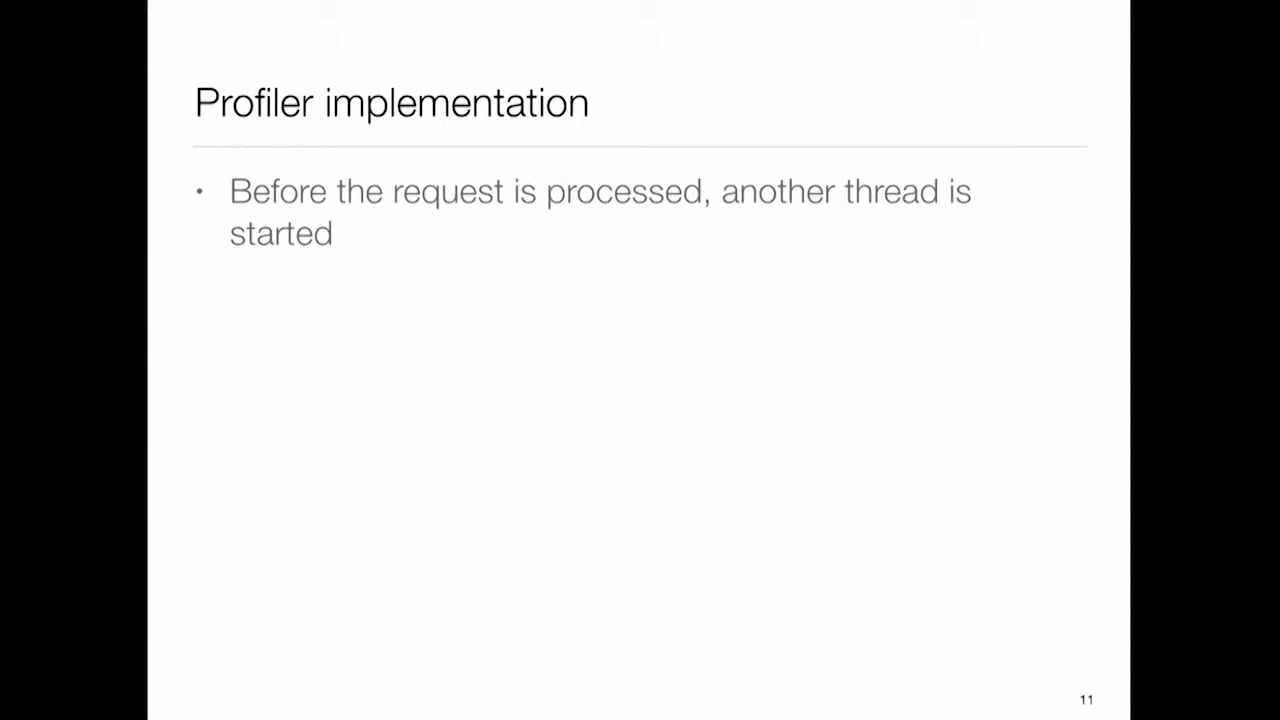 Profiler implementation
• Before the request is processed, another thread is
started
11